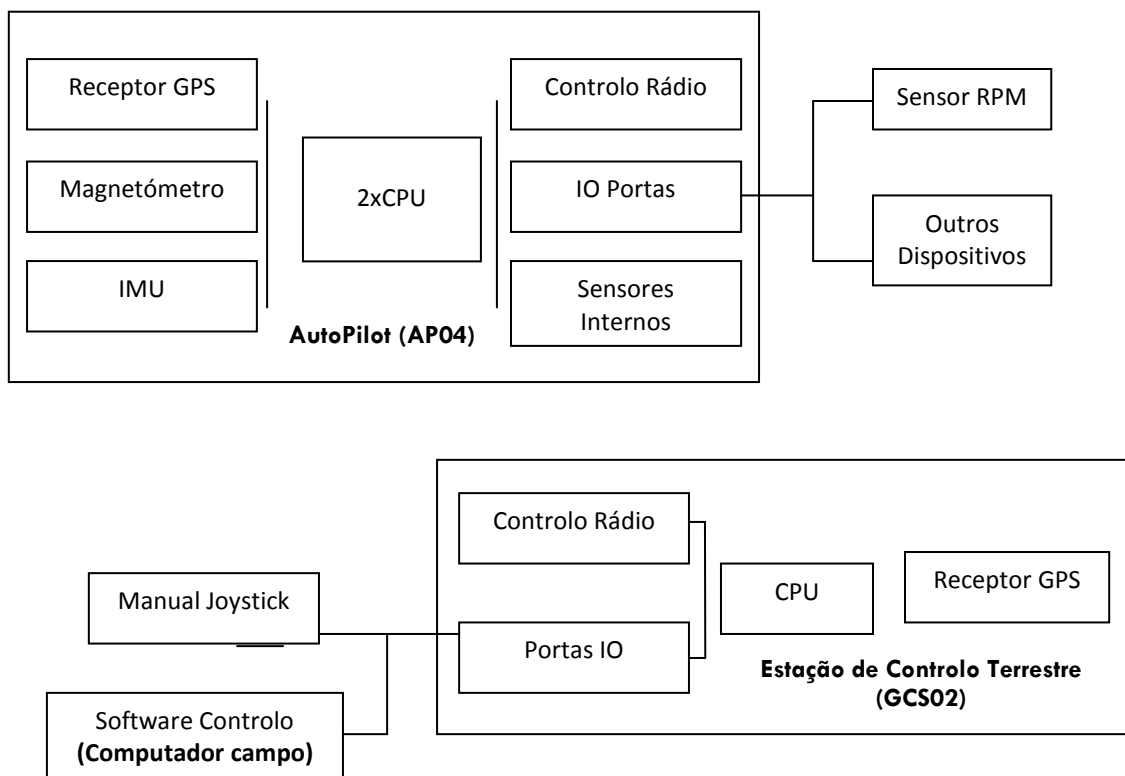 Receptor GPS
Magnetómetro
IMU
2xCPU
AutoPilot (AP04)
Controlo Rádio
IO Portas
Sensores
Internos
Sensor RPM
Outros
Dispositivos
Manual Joystick
Software Controlo
(Computador campo)
Controlo Rádio
Portas IO
CPU
Receptor GPS
Estação de Controlo Terrestre
(GCS02)